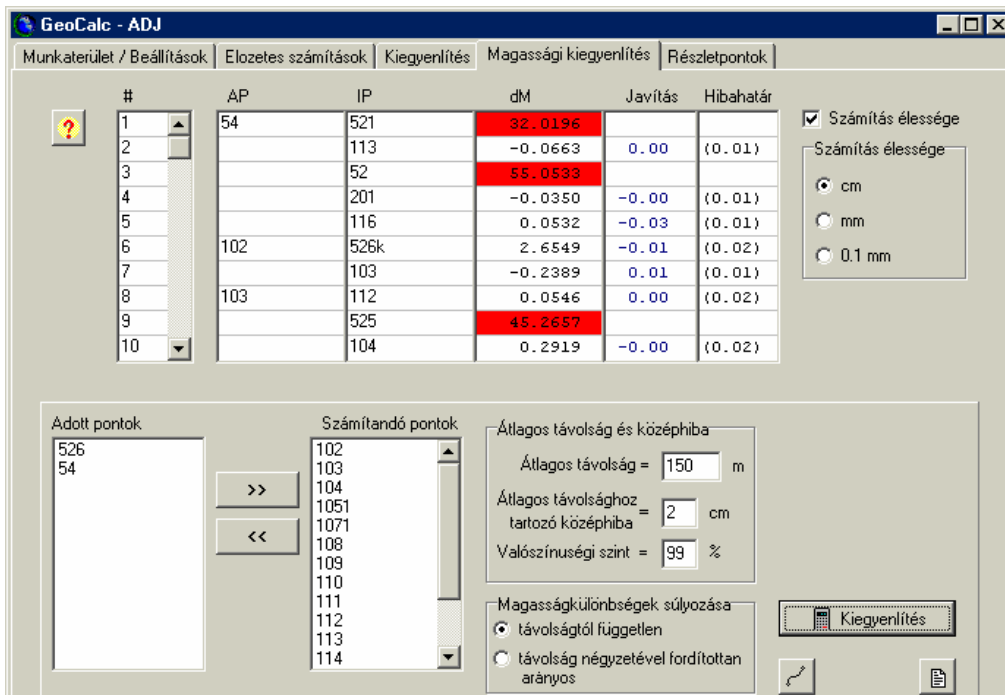 GeoCalc - ADJ
Munkaterület / Beállítások Elozetes számítások Kiegyenlítés Magassági kiegyenlítés Részletpontok
# AP IP dM Javítás Hibahatár
1 54 521 32.0196
2 113 -0.0663 0.00 (0.01)
3 52 55.0533
4 201 -0.0350 -0.00 (0.01)
5 116 0.0532 -0.03 (0.01)
6 102 526k 2.6549 -0.01 (0.02)
7 103 -0.2389 0.01 (0.01)
8 103 112 0.0546 0.00 (0.02)
9 525 45.2657
10 104 0.2919 -0.00 (0.02)
Számítás élessége
Számítás élessége
cm
mm
0.1 mm
Adott pontok
526
54
>>
<<
Számítandó pontok
102
103
104
1051
1071
108
109
110
111
112
113
114
Átlagos távolság és középhiba
Átlagos távolság = 150 m
Átlagos távolsághoz
tartozó középhiba = 2 cm
Valószínuségi szint = 99 %
Magasságkülönbségek súlyozása
távolságtól független
távolság négyzetével fordítottan
arányos
Kiegyenlítés